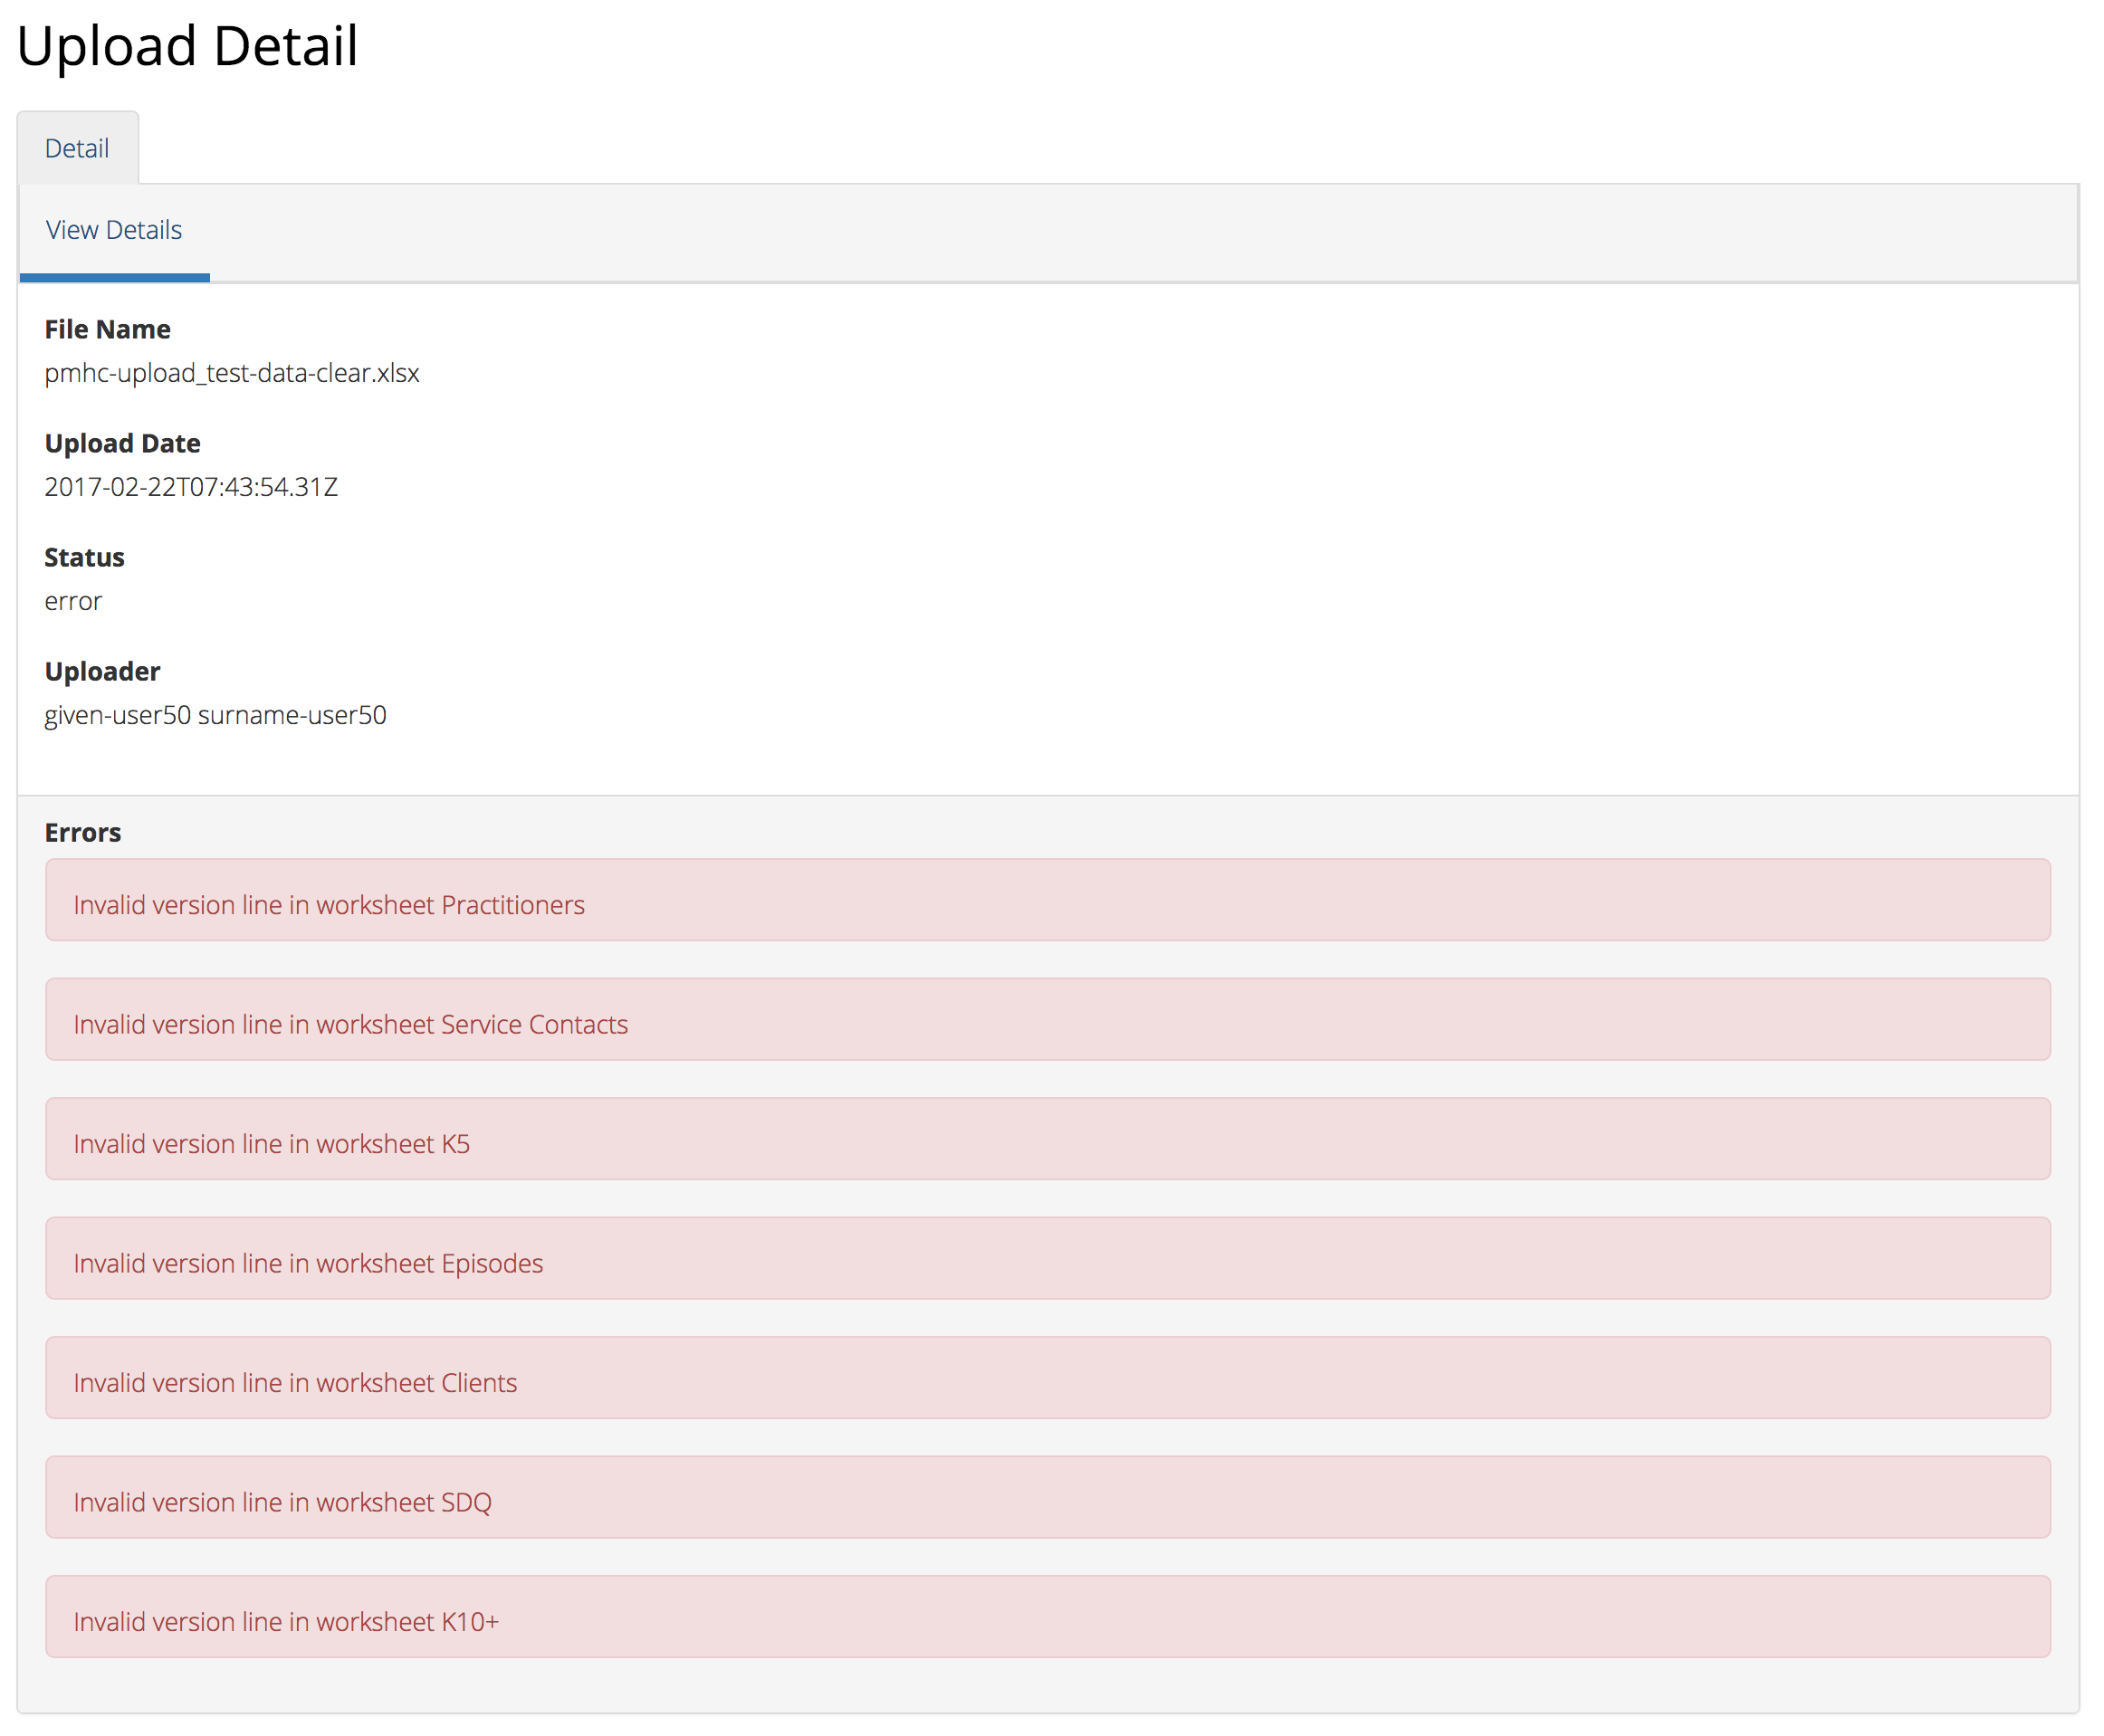 Upload Detail
Detail
View Details
File Name
pmhc-upload_test-data-clear.xlsx
Upload Date
2017-02-22T07:43:54.31Z
Status
error
Uploader
given-user50 surname-user50
Errors
Invalid version line in worksheet Practitioners
Invalid version line in worksheet Service Contacts
Invalid version line in worksheet K5
Invalid version line in worksheet Episodes
Invalid version line in worksheet Clients
Invalid version line in worksheet SDQ
Invalid version line in worksheet K10+